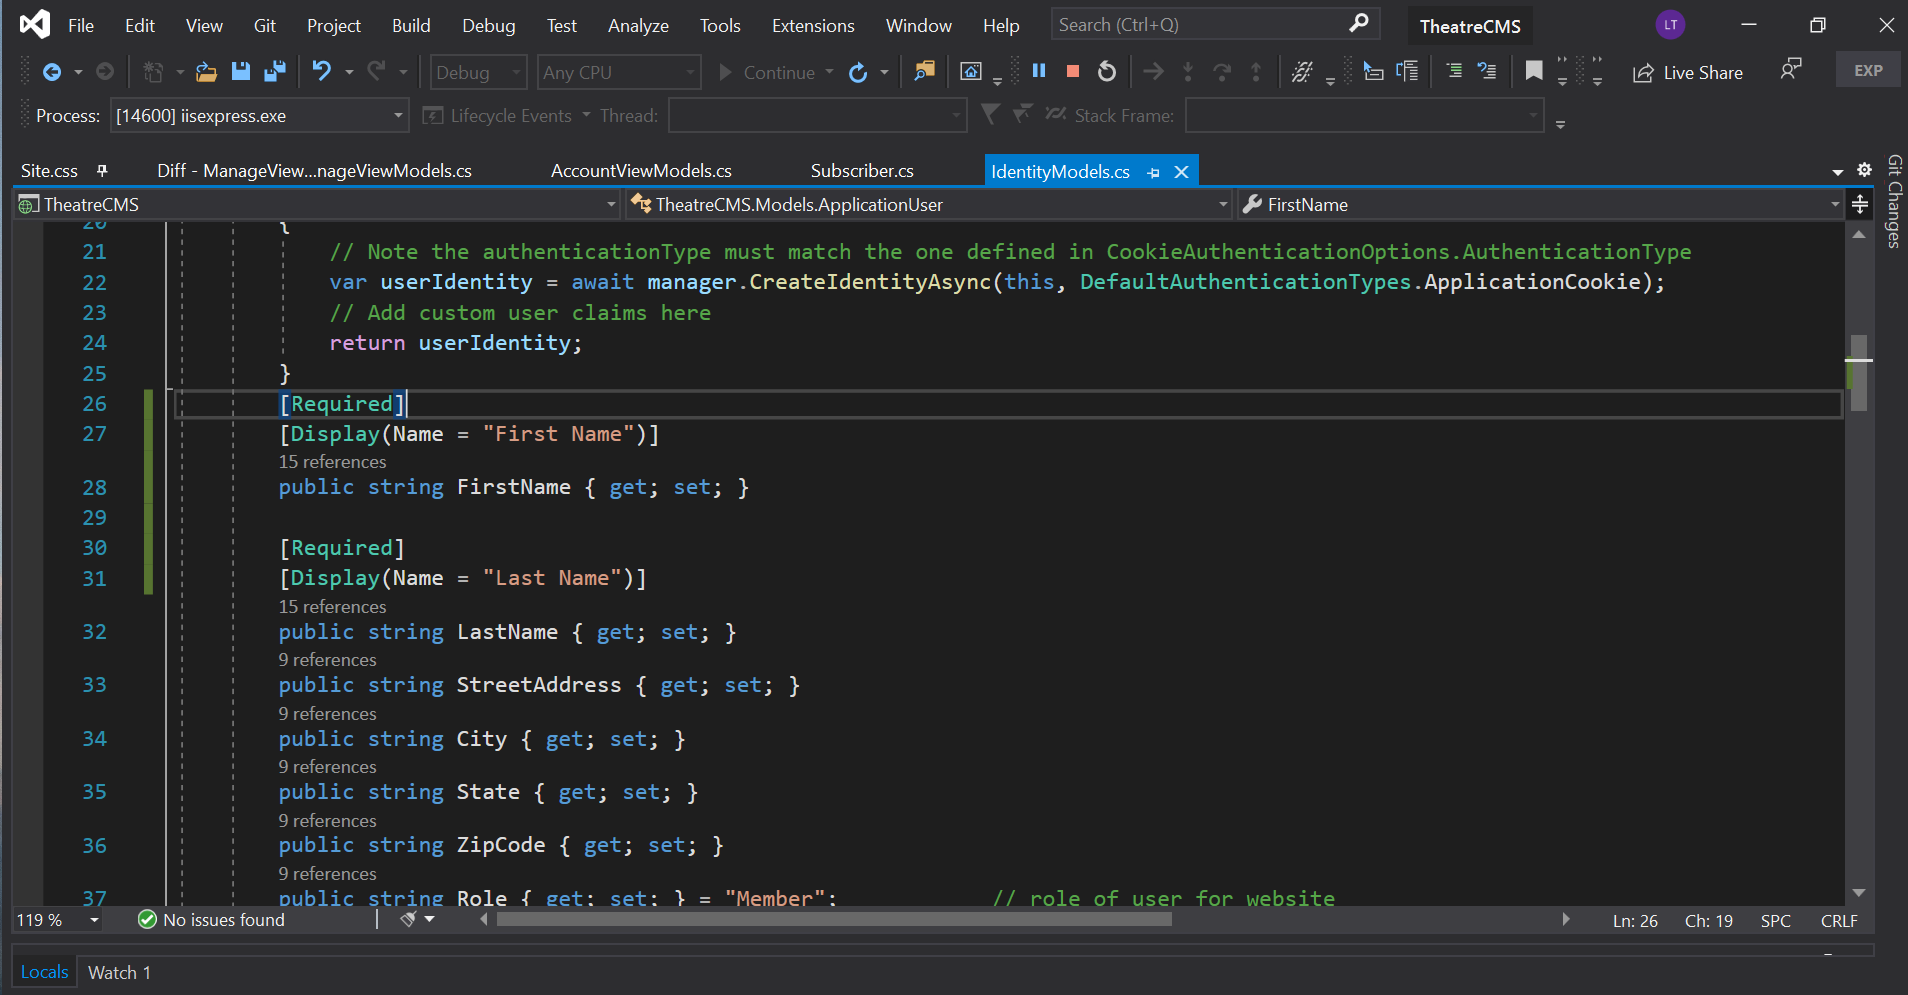 File Edit View Git Project Build Debug Test Analyze Tools Extensions Window Help Search (Ctrl+Q) TheatreCMS LT
Debug Any CPU Continue Live Share EXP
Process: [14600] iisexpress.exe Lifecycle Events Thread: Stack Frame:
Site.css Diff - ManageView...nageViewModels.cs AccountViewModels.cs Subscriber.cs IdentityModels.cs
Git Changes
TheatreCMS TheatreCMS.Models.ApplicationUser FirstName
20 {
21 // Note the authenticationType must match the one defined in CookieAuthenticationOptions.AuthenticationType
22 var userIdentity = await manager.CreateIdentityAsync(this, DefaultAuthenticationTypes.ApplicationCookie);
23 // Add custom user claims here
24 return userIdentity;
25 }
26 [Required]
27 [Display(Name = "First Name")]
15 references
28 public string FirstName { get; set; }
29
30 [Required]
31 [Display(Name = "Last Name")]
15 references
32 public string LastName { get; set; }
9 references
33 public string StreetAddress { get; set; }
9 references
34 public string City { get; set; }
9 references
35 public string State { get; set; }
9 references
36 public string ZipCode { get; set; }
9 references
37 public string Role { get; set; } = "Member"; // role of user for website
119 % No issues found Ln: 26 Ch: 19 SPC CRLF
Locals Watch 1